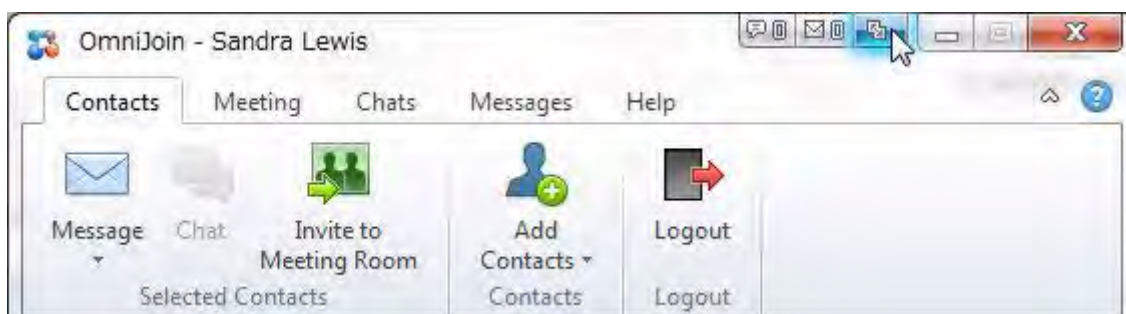 OmniJoin - Sandra Lewis
0 0
Contacts Meeting Chats Messages Help
Message Chat Invite to Meeting Room Add Contacts Logout
Selected Contacts Contacts Logout